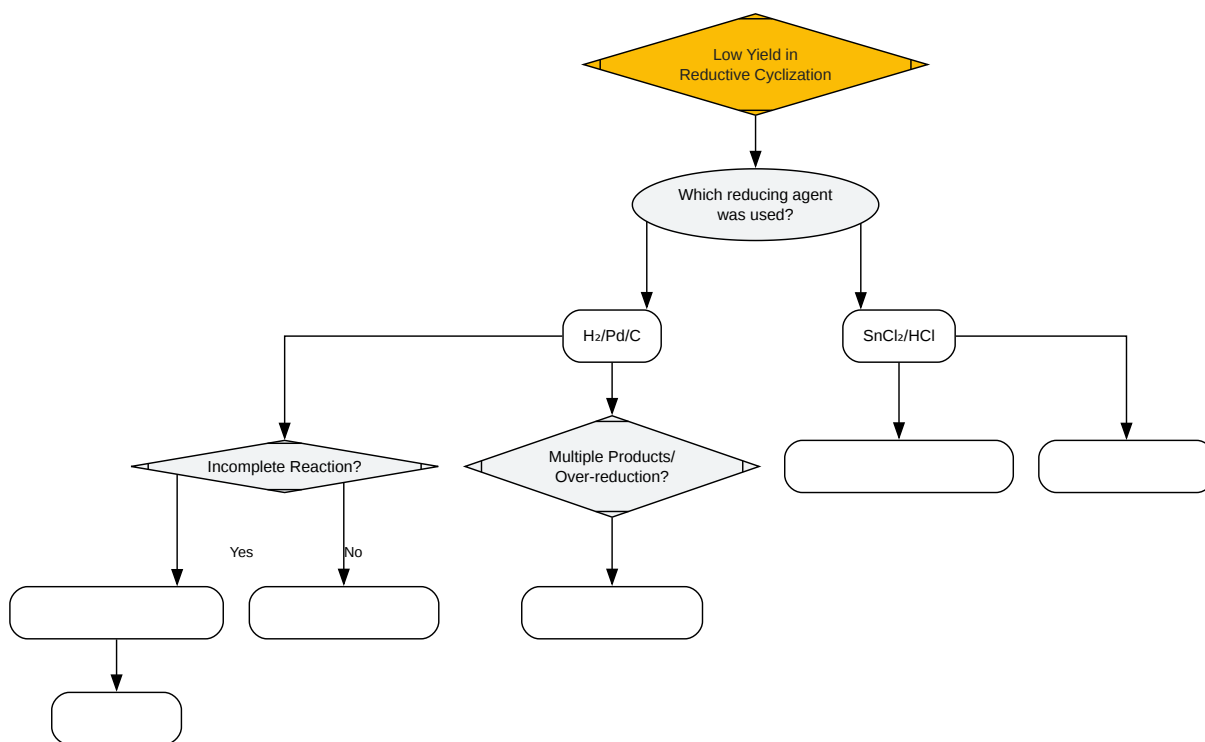 Low Yield in
Reductive Cyclization
Which reducing agent
was used?
H₂/Pd/C
SnCl₂/HCl
Incomplete Reaction?
Multiple Products/
Over-reduction?
Yes
No